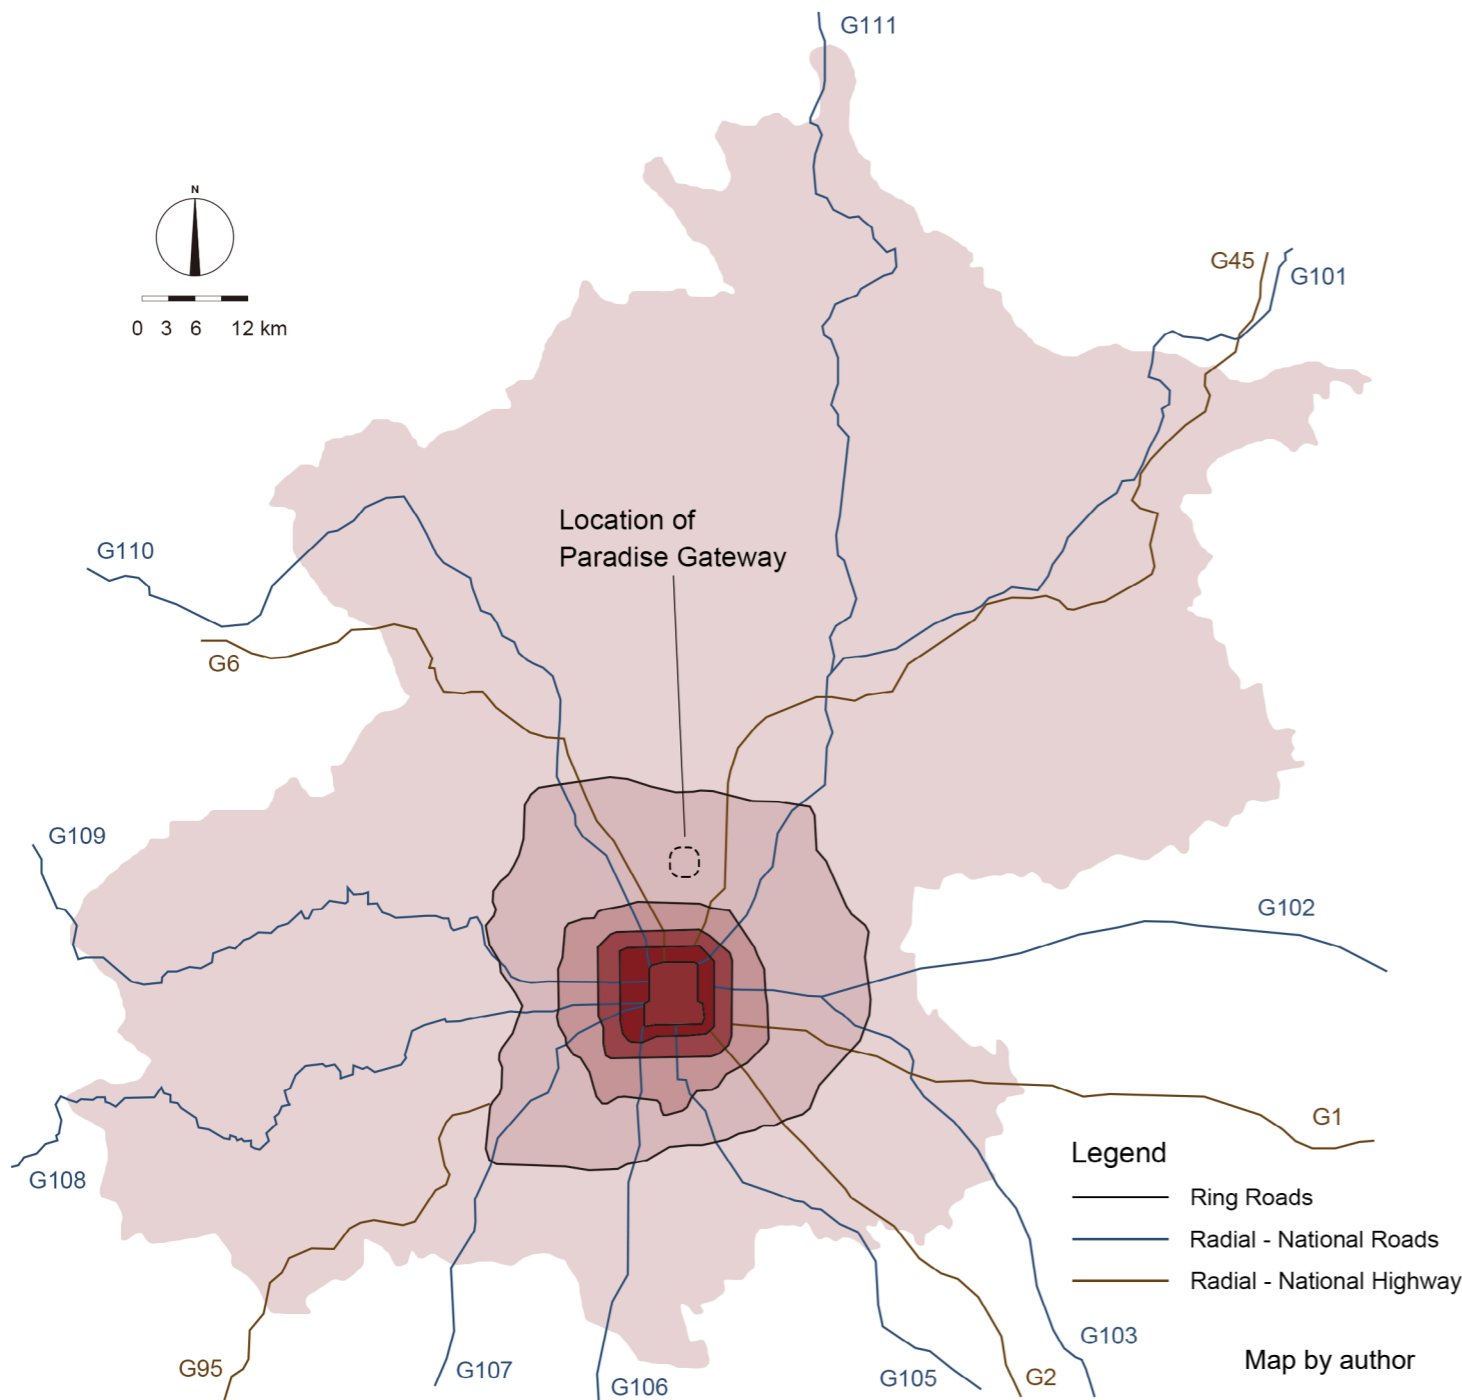 G111
N
0 3 6 12 km
G45
G101
Location of
Paradise Gateway
G110
G6
G109
G102
G1
Legend
G108
Ring Roads
Radial - National Roads
Radial - National Highway
G103
Map by author
G95
G107
G106
G105
G2